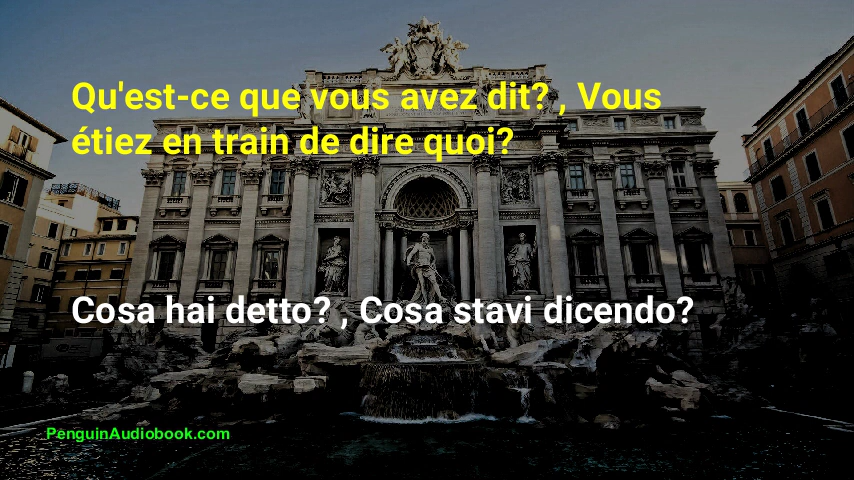 Qu'est-ce que vous avez dit? , Vous
étiez en train de dire quoi?
Cosa hai detto? , Cosa stavi dicendo?
PenguinAudiobook.com